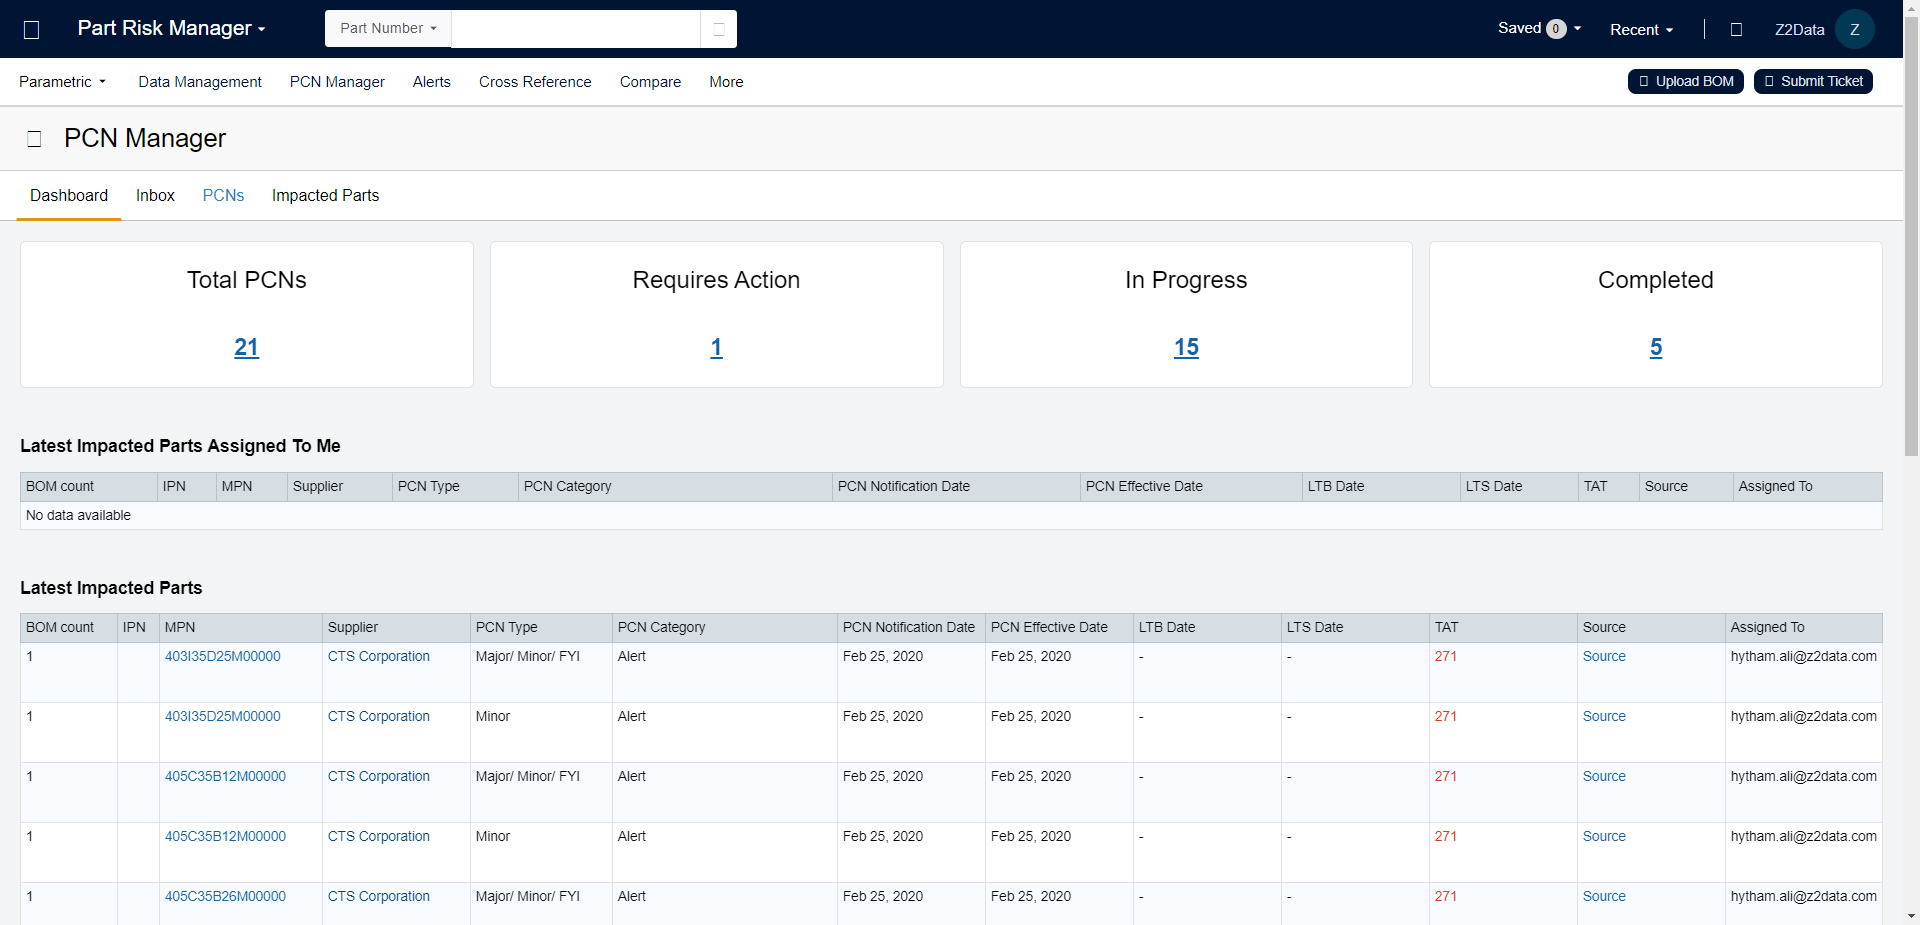 Part Risk Manager Part Number Saved 0 Recent Z2Data Z
Parametric Data Management PCN Manager Alerts Cross Reference Compare More Upload BOM Submit Ticket
PCN Manager
Dashboard Inbox PCNs Impacted Parts
Total PCNs Requires Action In Progress Completed
21 1 15 5
Latest Impacted Parts Assigned To Me
BOM count IPN MPN Supplier PCN Type PCN Category PCN Notification Date PCN Effective Date LTB Date LTS Date TAT Source Assigned To
No data available
Latest Impacted Parts
BOM count IPN MPN Supplier PCN Type PCN Category PCN Notification Date PCN Effective Date LTB Date LTS Date TAT Source Assigned To
1 403I35D25M00000 CTS Corporation Major/ Minor/ FYI Alert Feb 25, 2020 Feb 25, 2020 - - 271 Source hytham.ali@z2data.com
1 403I35D25M00000 CTS Corporation Minor Alert Feb 25, 2020 Feb 25, 2020 - - 271 Source hytham.ali@z2data.com
1 405C35B12M00000 CTS Corporation Major/ Minor/ FYI Alert Feb 25, 2020 Feb 25, 2020 - - 271 Source hytham.ali@z2data.com
1 405C35B12M00000 CTS Corporation Minor Alert Feb 25, 2020 Feb 25, 2020 - - 271 Source hytham.ali@z2data.com
1 405C35B26M00000 CTS Corporation Major/ Minor/ FYI Alert Feb 25, 2020 Feb 25, 2020 - - 271 Source hytham.ali@z2data.com